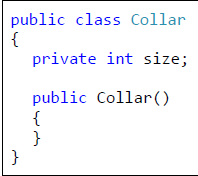 public class Collar
{
private int size;
public Collar()
{
}
}